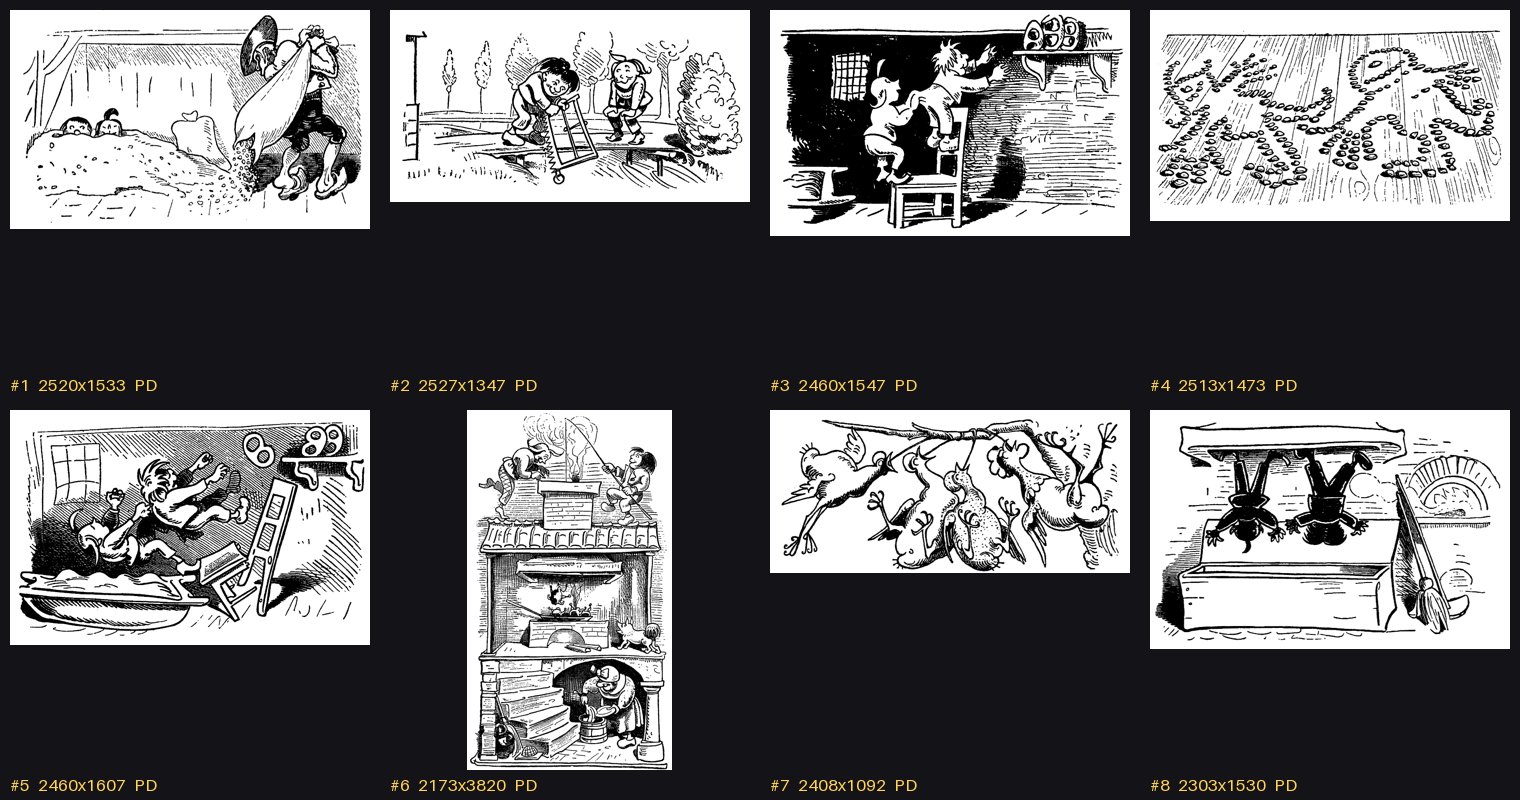 #1 2520x1533 PD
#2 2527x1347 PD
#3 2460x1547 PD
#4 2513x1473 PD
#5 2460x1607 PD
#6 2173x3820 PD
#7 2408x1092 PD
#8 2303x1530 PD